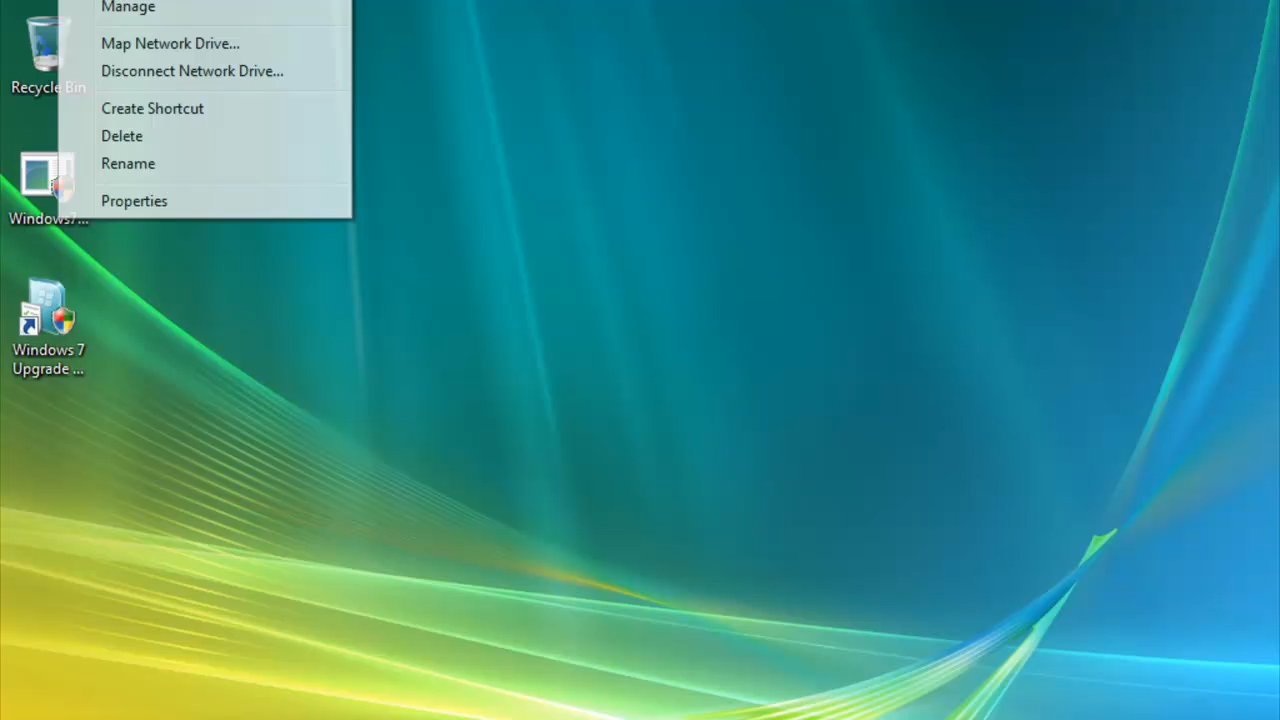 Manage
Map Network Drive...
Disconnect Network Drive...
Create Shortcut
Delete
Rename
Properties
Recycle Bin
Windows7...
Windows 7
Upgrade ...